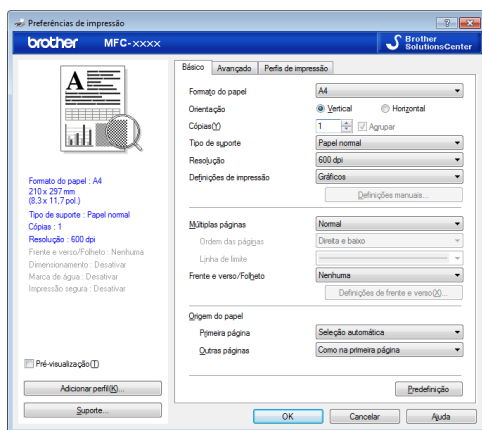 Preferências de impressão
brother MFC-xxxx
Brother
SolutionsCenter
Básico Avançado Perfis de impressão
Formato do papel A4
Orientação Vertical Horizontal
Cópias(Y) 1 Agrupar
Tipo de suporte Papel normal
Resolução 600 dpi
Definições de impressão Gráficos
Definições manuais...
Múltiplas páginas Normal
Ordem das páginas Direita e baixo
Linha de limite
Frente e verso/Folheto Nenhuma
Definições de frente e verso(X)...
Origem do papel
Primeira página Seleção automática
Outras páginas Como na primeira página
Predefinição
A
Formato do papel : A4
210 x 297 mm
(8,3 x 11,7 pol.)
Tipo de suporte : Papel normal
Cópias : 1
Resolução : 600 dpi
Frente e verso/Folheto : Nenhuma
Dimensionamento : Desativar
Marca de água : Desativar
Impressão segura : Desativar
Pré-visualização(T)
Adicionar perfil(K)...
Suporte...
OK Cancelar Ajuda